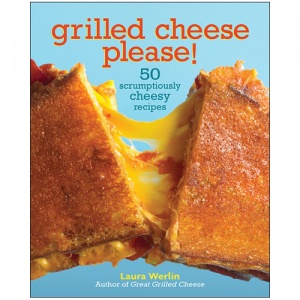 grilled cheese
please!
50
scrumptiously
cheesy
recipes
Laura Werlin
Author of Great Grilled Cheese